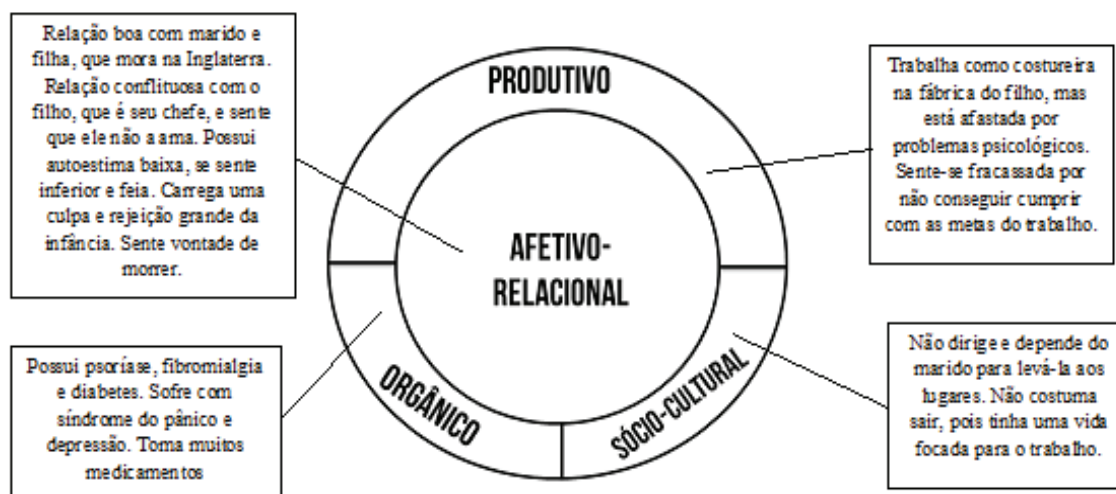 Relação boa com marido e
filha, que mora na Inglaterra.
Relação conflituosa com o
filho, que é seu chefe, e sente
que ele não a ama. Possui
autoestima baixa, se sente
inferior e feia. Carrega uma
culpa e rejeição grande da
infância. Sente vontade de
morrer.
PRODUTIVO
Trabalha como costureira
na fábrica do filho, mas
está afastada por
problemas psicológicos.
Sente-se fracassada por
não conseguir cumprir
com as metas do trabalho.
AFETIVO-
RELACIONAL
Possui psoríase, fibromialgia
e diabetes. Sofre com
síndrome do pânico e
depressão. Toma muitos
medicamentos
ORGÂNICO
SÓCIO-CULTURAL
Não dirige e depende do
marido para levá-la aos
lugares. Não costuma
sair, pois tinha uma vida
focada para o trabalho.